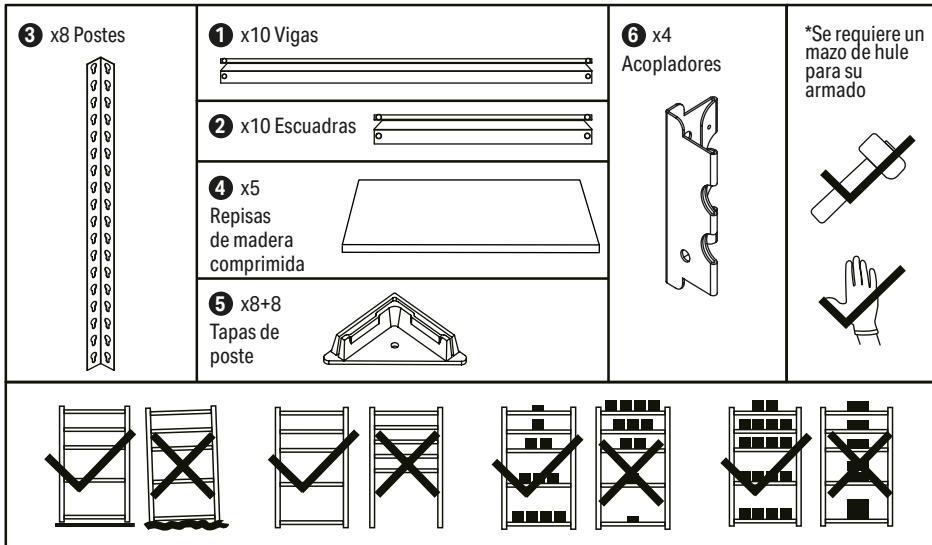 3 x8 Postes
1 x10 Vigas
2 x10 Escuadras
4 x5
Repisas
de madera
comprimida
5 x8+8
Tapas de
poste
6 x4
Acopladores
*Se requiere un
mazo de hule
para su
armado